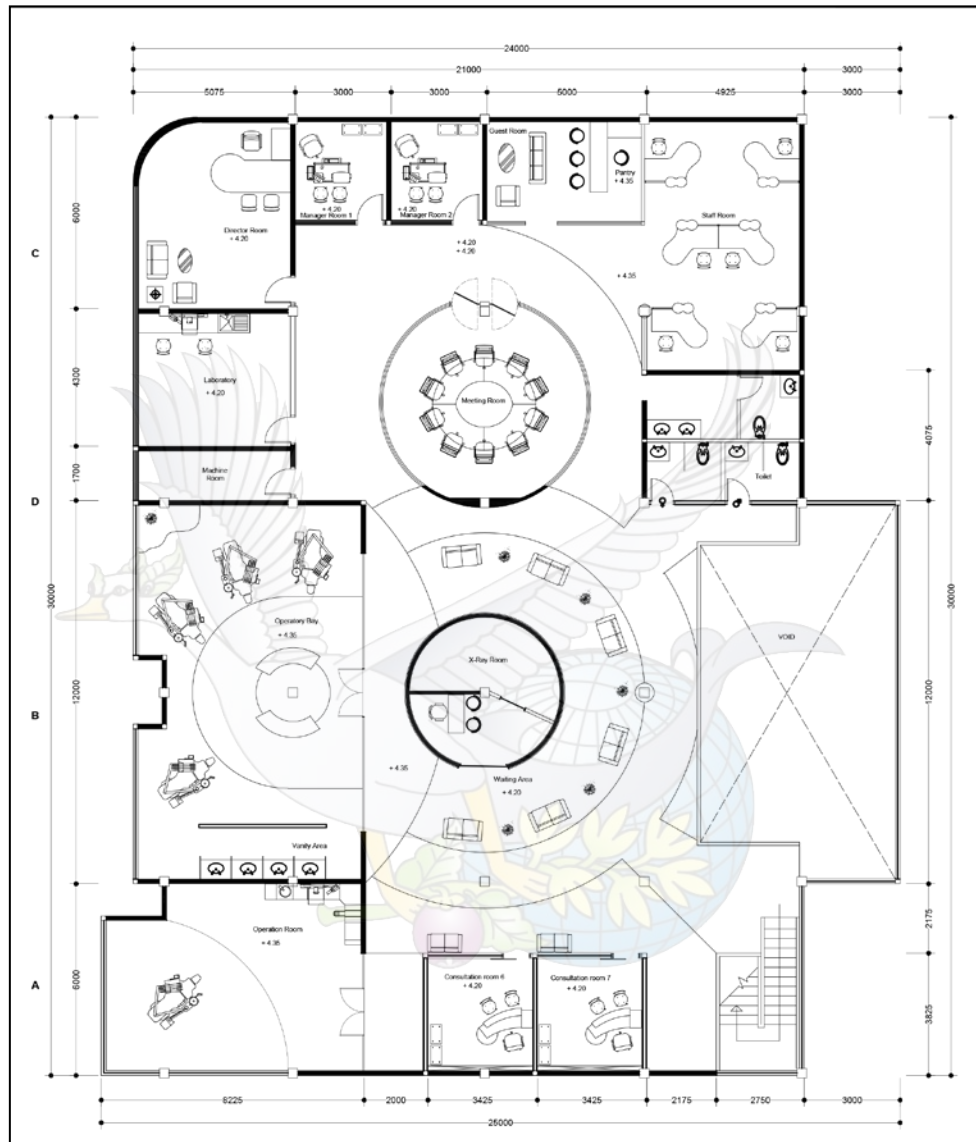 24000
21000
3000
5075
3000
3000
5000
4925
3000
Guest Room
Pantry
+ 4.35
+ 4.20
Manager Room 1
+ 4.20
Manager Room 2
Staff Room
Director Room
+ 4.20
+ 4.20
+ 4.20
+ 4.35
6000
C
Laboratory
+ 4.20
Meeting Room
4300
4075
Machine
Room
Toilet
1700
D
30000
30000
Operatory Bay
+ 4.35
X-Ray Room
VOID
12000
12000
B
+ 4.35
Waiting Area
+ 4.20
Vanity Area
Operation Room
+ 4.35
2175
A
6000
Consultation room 6
+ 4.20
Consultation room 7
+ 4.20
3825
8225
2000
3425
3425
2175
2750
3000
25000